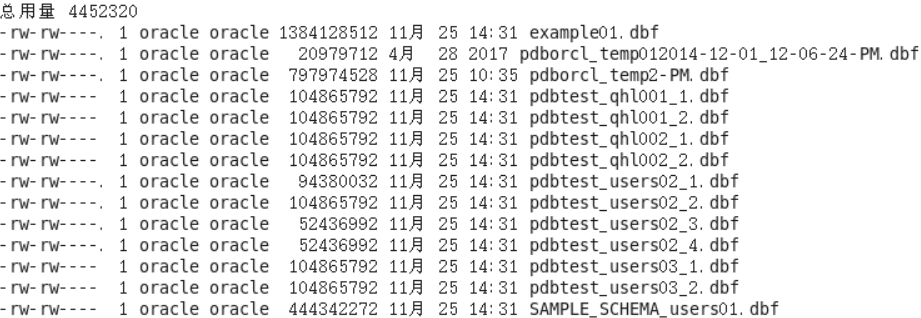 总用量 4452320
-rw-rw----. 1 oracle oracle 1384128512 11月 25 14:31 example01.dbf
-rw-rw----. 1 oracle oracle 20979712 4月 28 2017 pdborcl_temp012014-12-01_12-06-24-PM.dbf
-rw-rw----. 1 oracle oracle 797974528 11月 25 10:35 pdborcl_temp2-PM.dbf
-rw-rw---- 1 oracle oracle 104865792 11月 25 14:31 pdbtest_qhl001_1.dbf
-rw-rw---- 1 oracle oracle 104865792 11月 25 14:31 pdbtest_qhl001_2.dbf
-rw-rw---- 1 oracle oracle 104865792 11月 25 14:31 pdbtest_qhl002_1.dbf
-rw-rw---- 1 oracle oracle 104865792 11月 25 14:31 pdbtest_qhl002_2.dbf
-rw-rw----. 1 oracle oracle 94380032 11月 25 14:31 pdbtest_users02_1.dbf
-rw-rw----. 1 oracle oracle 104865792 11月 25 14:31 pdbtest_users02_2.dbf
-rw-rw----. 1 oracle oracle 52436992 11月 25 14:31 pdbtest_users02_3.dbf
-rw-rw----. 1 oracle oracle 52436992 11月 25 14:31 pdbtest_users02_4.dbf
-rw-rw---- 1 oracle oracle 104865792 11月 25 14:31 pdbtest_users03_1.dbf
-rw-rw---- 1 oracle oracle 104865792 11月 25 14:31 pdbtest_users03_2.dbf
-rw-rw----. 1 oracle oracle 444342272 11月 25 14:31 SAMPLE_SCHEMA_users01.dbf